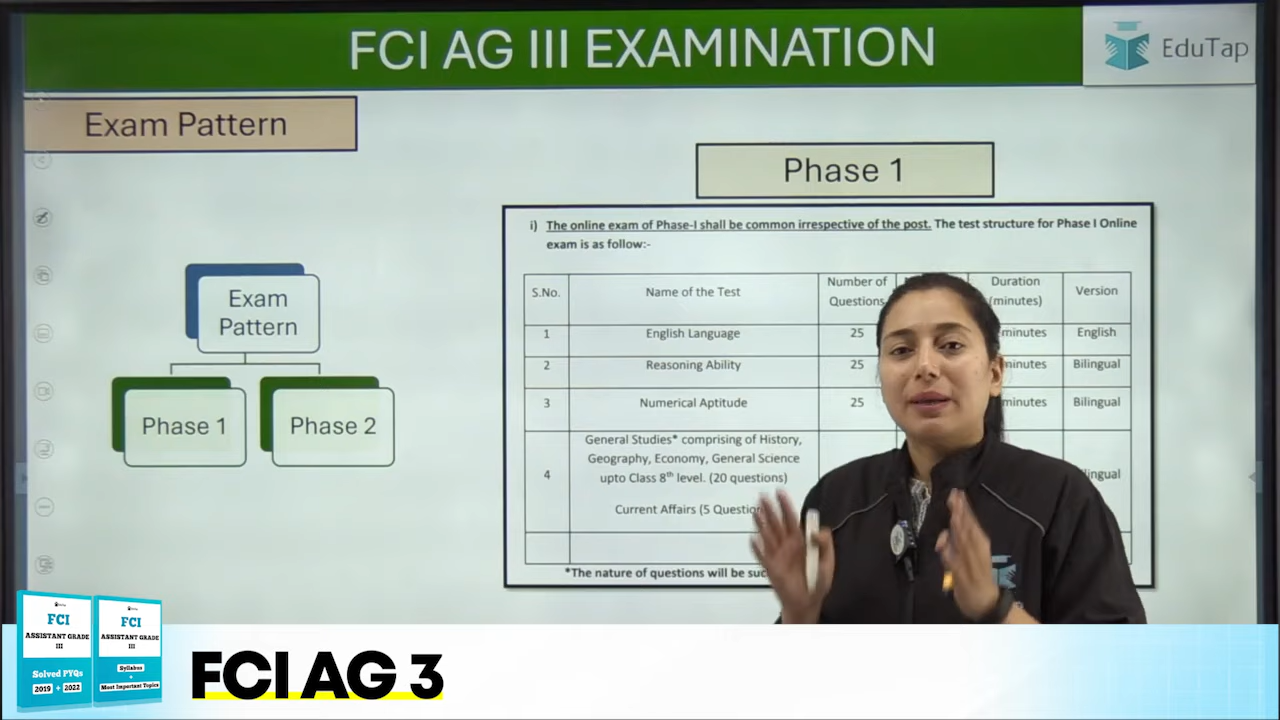 FCI AG III EXAMINATION
EduTap
Exam Pattern
Phase 1
Exam
Pattern
Phase 1
Phase 2
i) The online exam of Phase-I shall be common irrespective of the post. The test structure for Phase I Online
exam is as follow:-
S.No.
Name of the Test
Number of
Questions
Duration
(minutes)
Version
1
English Language
25
minutes
English
2
Reasoning Ability
25
minutes
Bilingual
3
Numerical Aptitude
25
minutes
Bilingual
4
General Studies* comprising of History,
Geography, Economy, General Science
upto Class 8th level. (20 questions)
Current Affairs (5
*The nature of questions will be
FCI
ASSISTANT GRADE
III
Solved PYQs
2019 + 2022
FCI
ASSISTANT GRADE
III
Syllabus
+
Most Important Topics
FCI AG 3